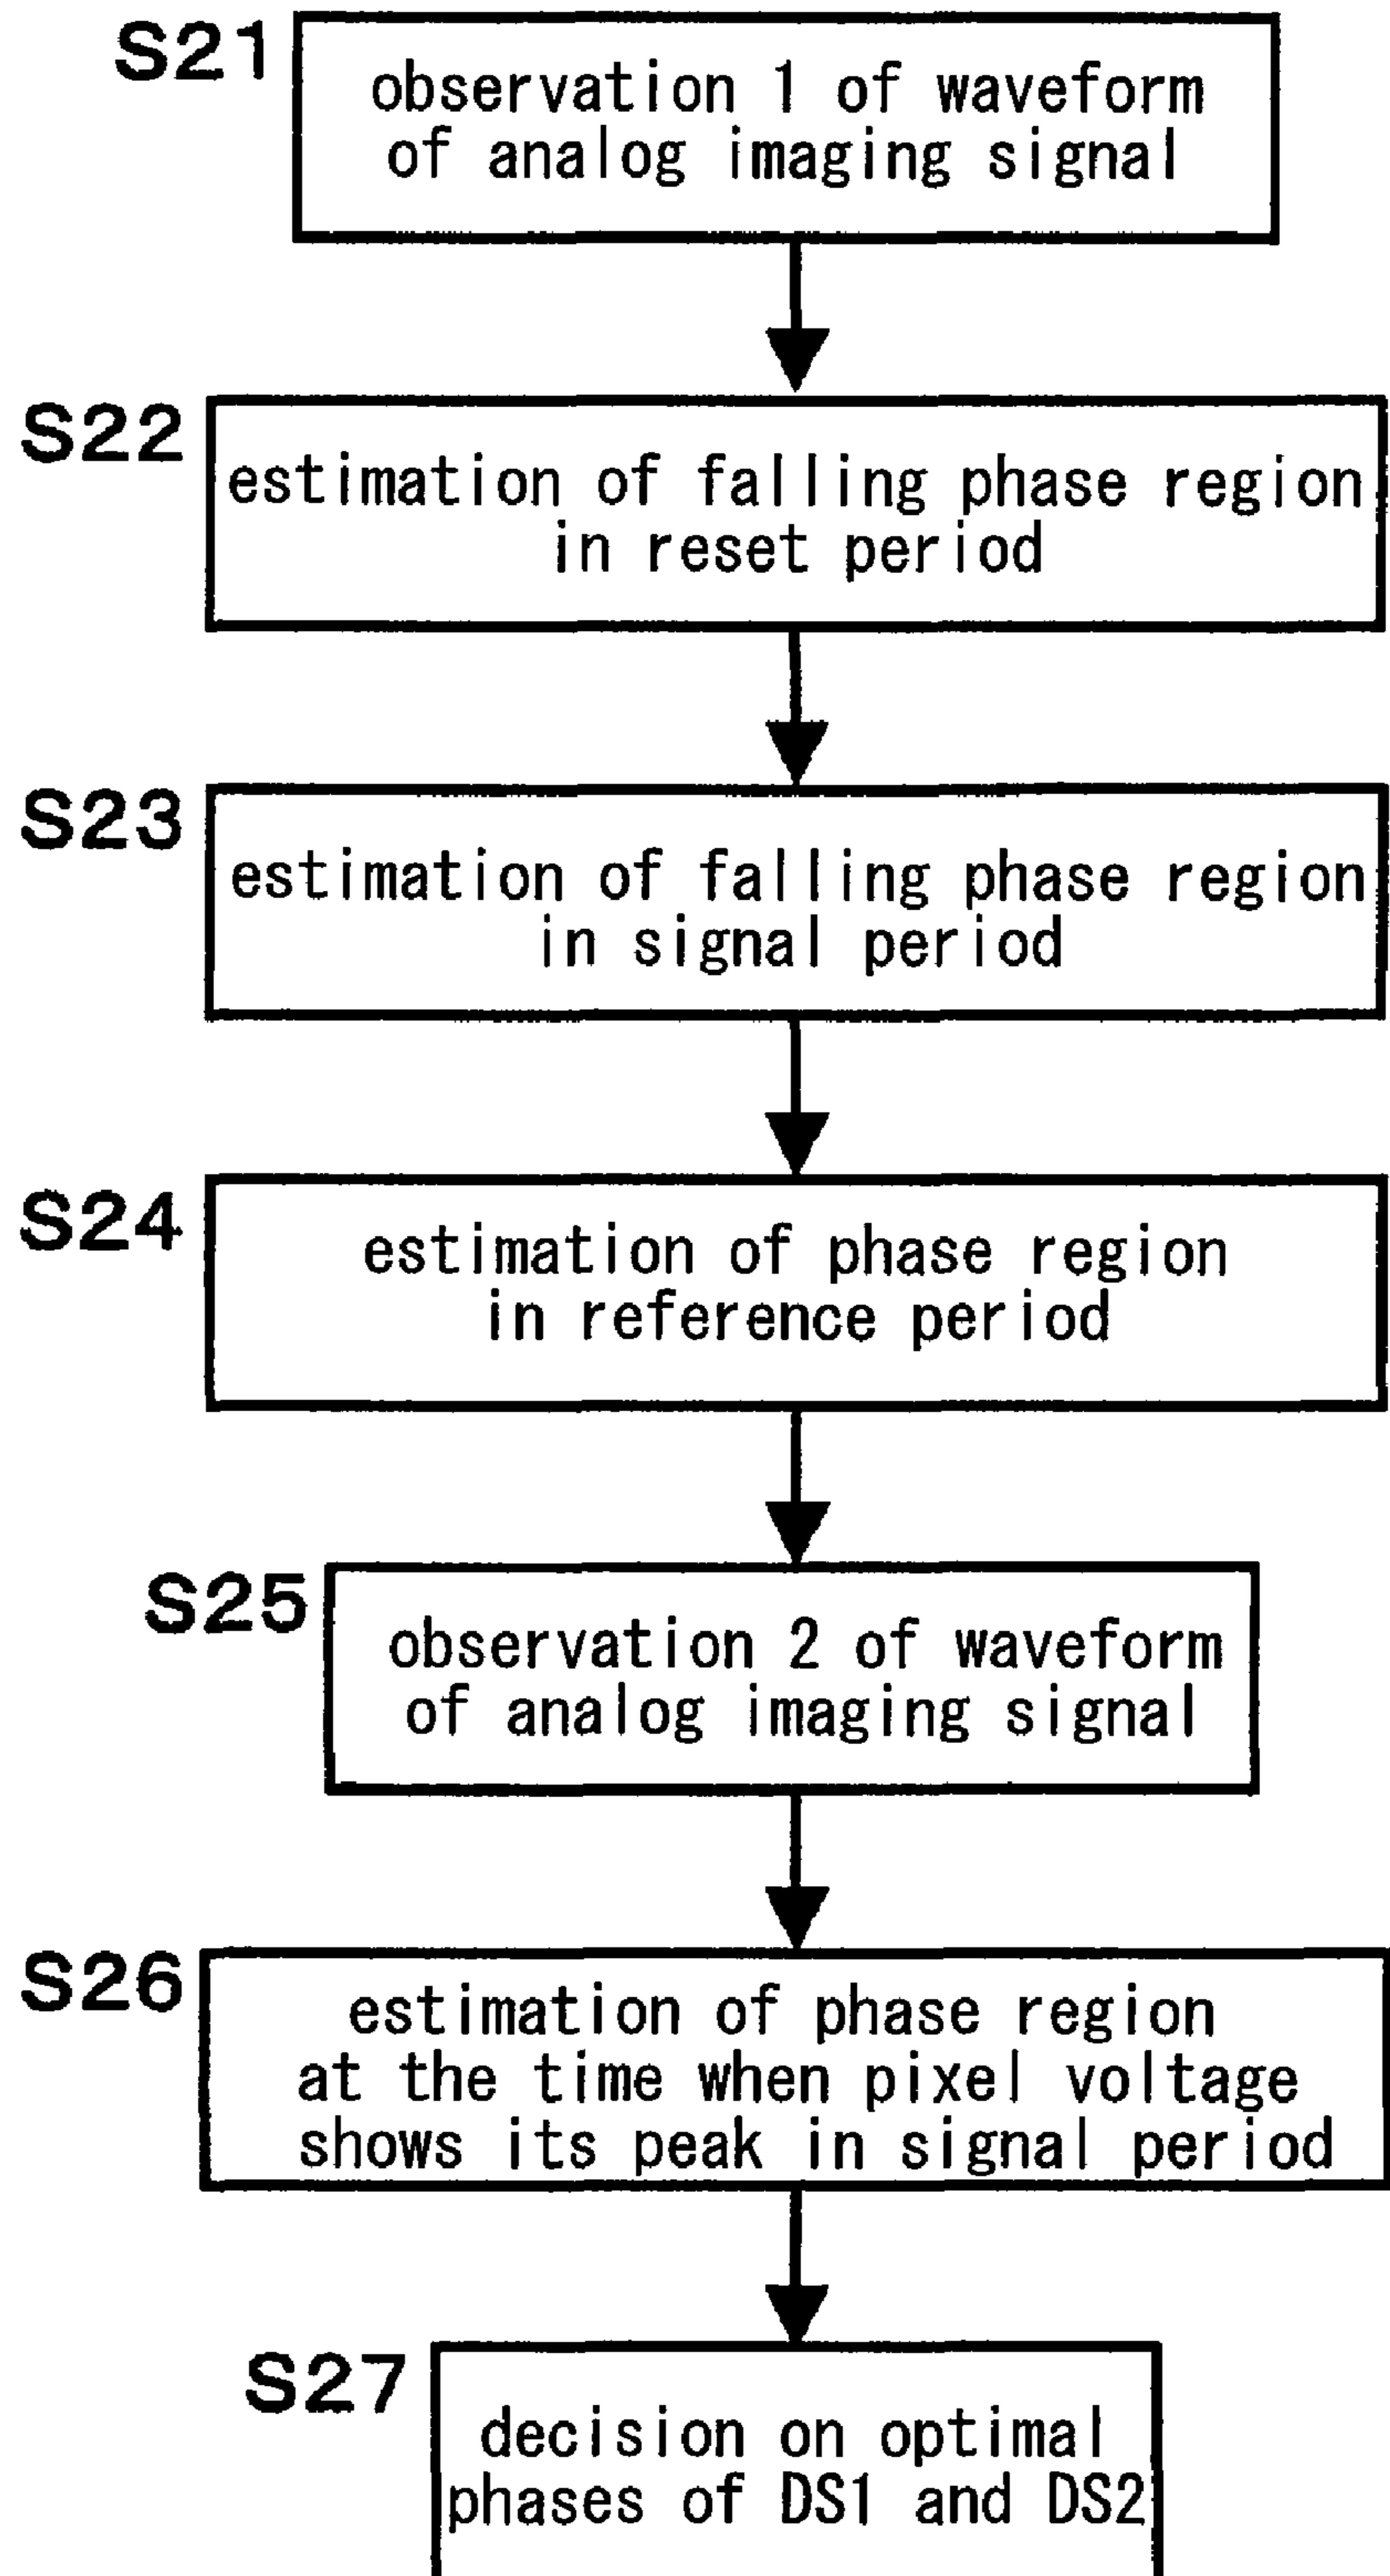 S21
observation 1 of waveform
of analog imaging signal
S22
estimation of falling phase region
in reset period
S23
estimation of falling phase region
in signal period
S24
estimation of phase region
in reference period
S25
observation 2 of waveform
of analog imaging signal
S26
estimation of phase region
at the time when pixel voltage
shows its peak in signal period
S27
decision on optimal
phases of DS1 and DS2